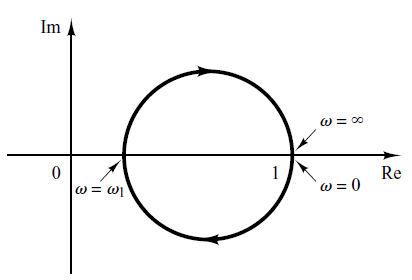 Im
ω = ∞
0
1
Re
ω = ω₁
ω = 0